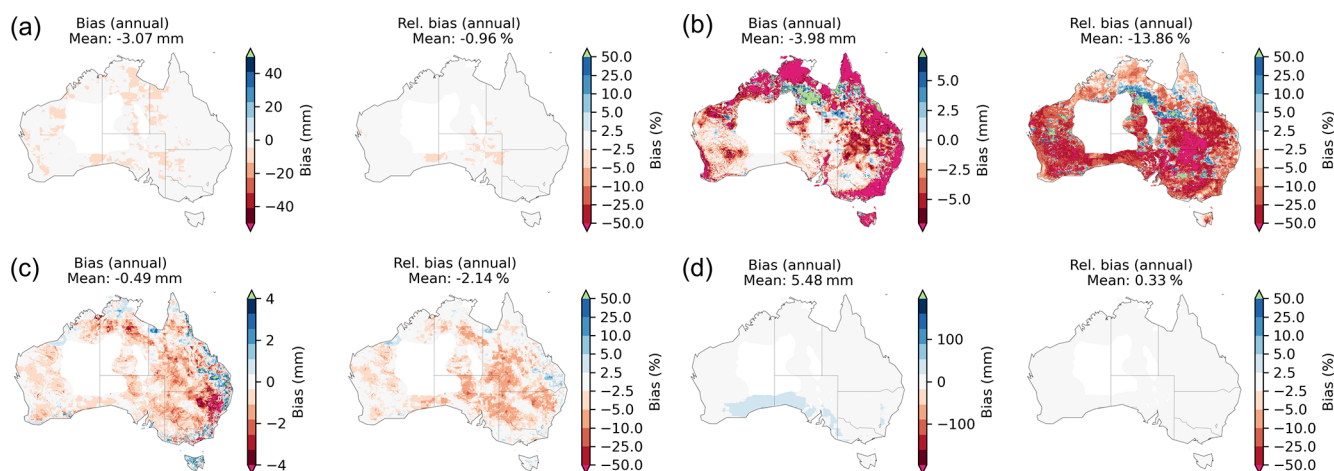 (a)
Bias (annual)
Mean: -3.07 mm
40
20
0
−20
−40
Bias (mm)
Rel. bias (annual)
Mean: -0.96 %
50.0
25.0
10.0
5.0
2.5
−2.5
−5.0
−10.0
−25.0
−50.0
Bias (%)
(b)
Bias (annual)
Mean: -3.98 mm
5.0
2.5
0.0
−2.5
−5.0
Bias (mm)
Rel. bias (annual)
Mean: -13.86 %
50.0
25.0
10.0
5.0
2.5
−2.5
−5.0
−10.0
−25.0
−50.0
Bias (%)
(c)
Bias (annual)
Mean: -0.49 mm
4
2
0
−2
−4
Bias (mm)
Rel. bias (annual)
Mean: -2.14 %
50.0
25.0
10.0
5.0
2.5
−2.5
−5.0
−10.0
−25.0
−50.0
Bias (%)
(d)
Bias (annual)
Mean: 5.48 mm
100
0
−100
Bias (mm)
Rel. bias (annual)
Mean: 0.33 %
50.0
25.0
10.0
5.0
2.5
−2.5
−5.0
−10.0
−25.0
−50.0
Bias (%)